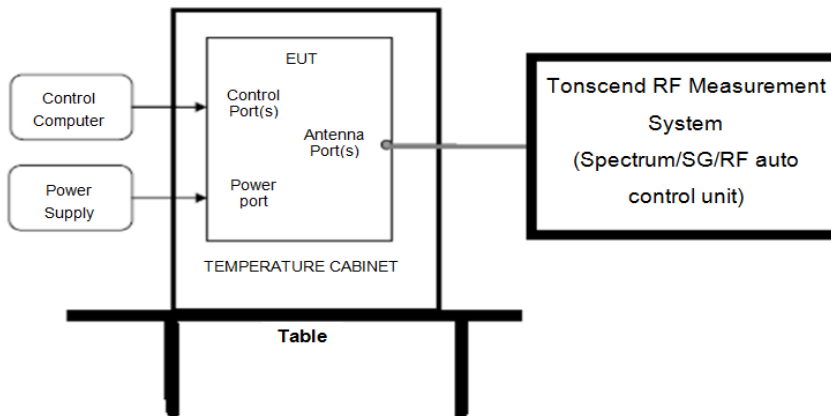 Control
Computer
Power
Supply
EUT
Control
Port(s)
Antenna
Port(s)
Power
port
TEMPERATURE CABINET
Table
Tonscend RF Measurement
System
(Spectrum/SG/RF auto
control unit)